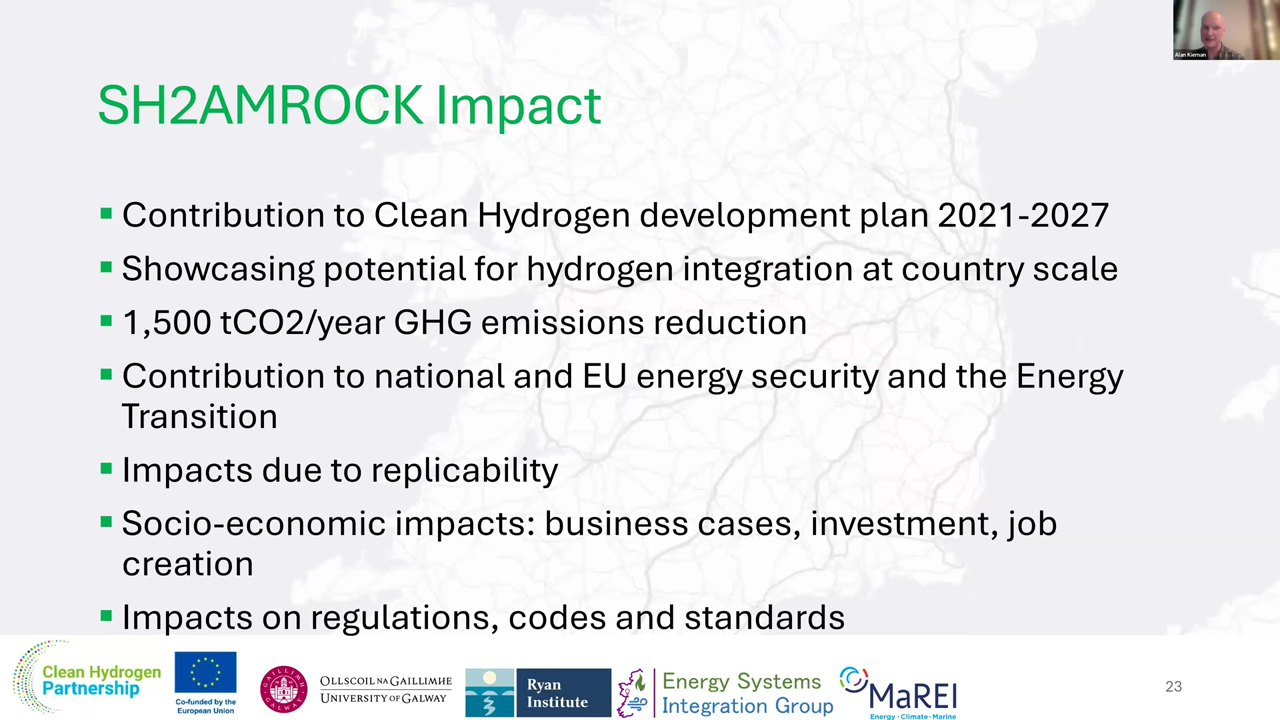 Alan Kiernan
SH2AMROCK Impact
Contribution to Clean Hydrogen development plan 2021-2027
Showcasing potential for hydrogen integration at country scale
1,500 tCO2/year GHG emissions reduction
Contribution to national and EU energy security and the Energy
Transition
Impacts due to replicability
Socio-economic impacts: business cases, investment, job
creation
Impacts on regulations, codes and standards
Clean Hydrogen
Partnership
Co-funded by the
European Union
OLLSCOIL NA GAILLIMHE
UNIVERSITY OF GALWAY
Ryan
Institute
Energy Systems
Integration Group
MaREI
Energy · Climate · Marine
23